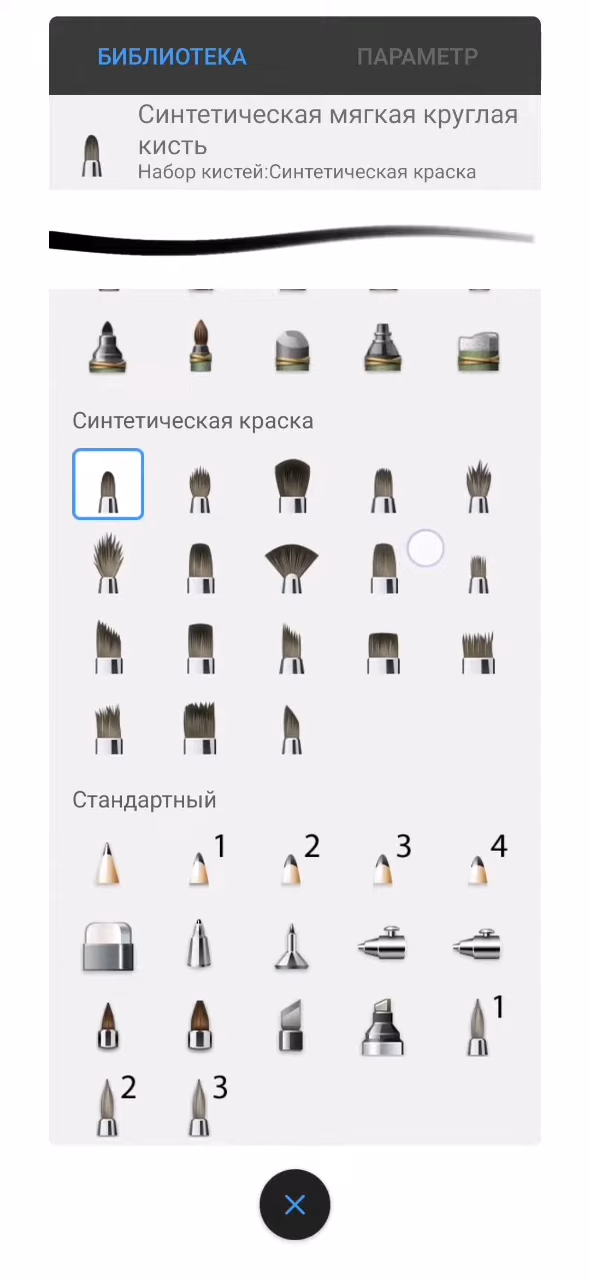 БИБЛИОТЕКА ПАРАМЕТР
Синтетическая мягкая круглая
кисть
Набор кистей:Синтетическая краска
Синтетическая краска
Стандартный
1 2 3 4
1
2 3